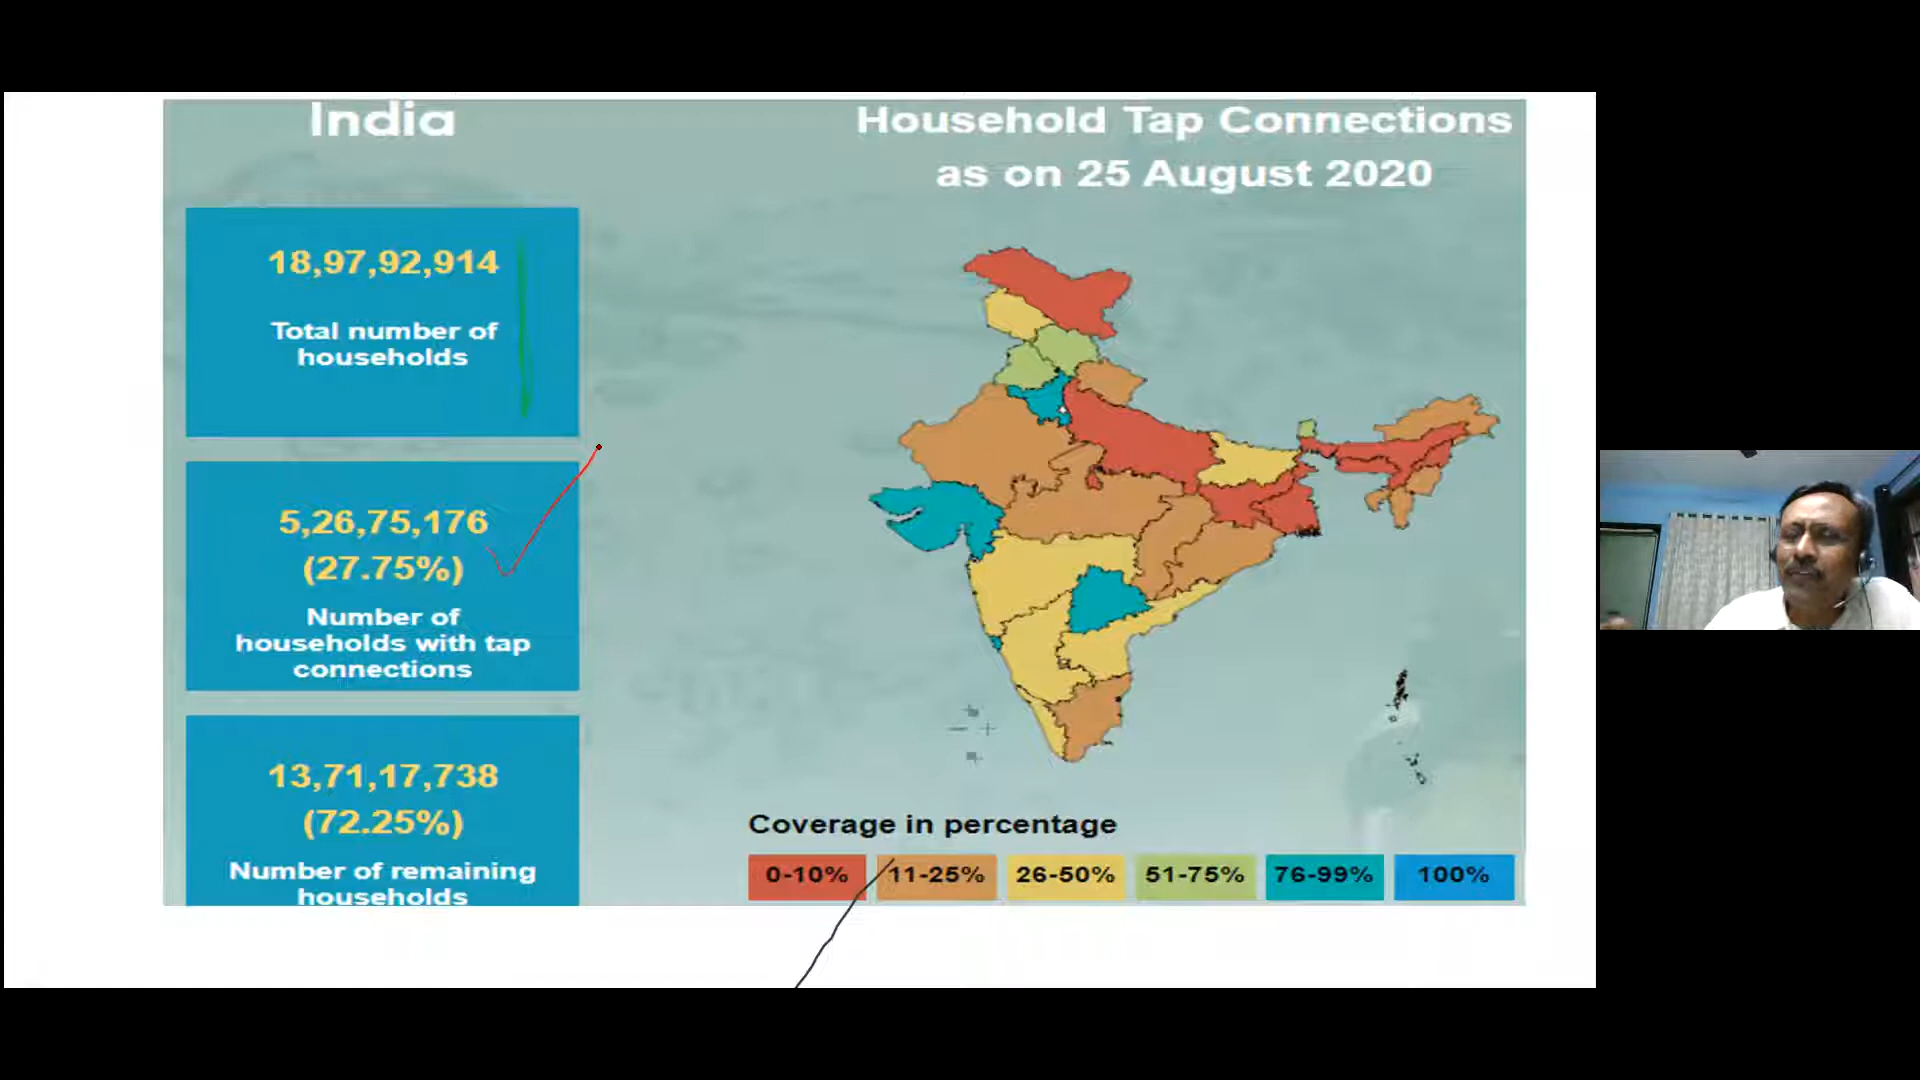 India
Household Tap Connections
as on 25 August 2020
18,97,92,914
Total number of
households
5,26,75,176
(27.75%)
Number of
households with tap
connections
13,71,17,738
(72.25%)
Number of remaining
households
Coverage in percentage
0-10%
11-25%
26-50%
51-75%
76-99%
100%